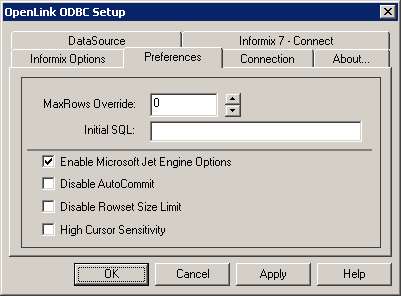 OpenLink ODBC Setup
DataSource Informix 7 - Connect
Informix Options Preferences Connection About...
MaxRows Override: 0
Initial SQL:
Enable Microsoft Jet Engine Options
Disable AutoCommit
Disable Rowset Size Limit
High Cursor Sensitivity
OK Cancel Apply Help